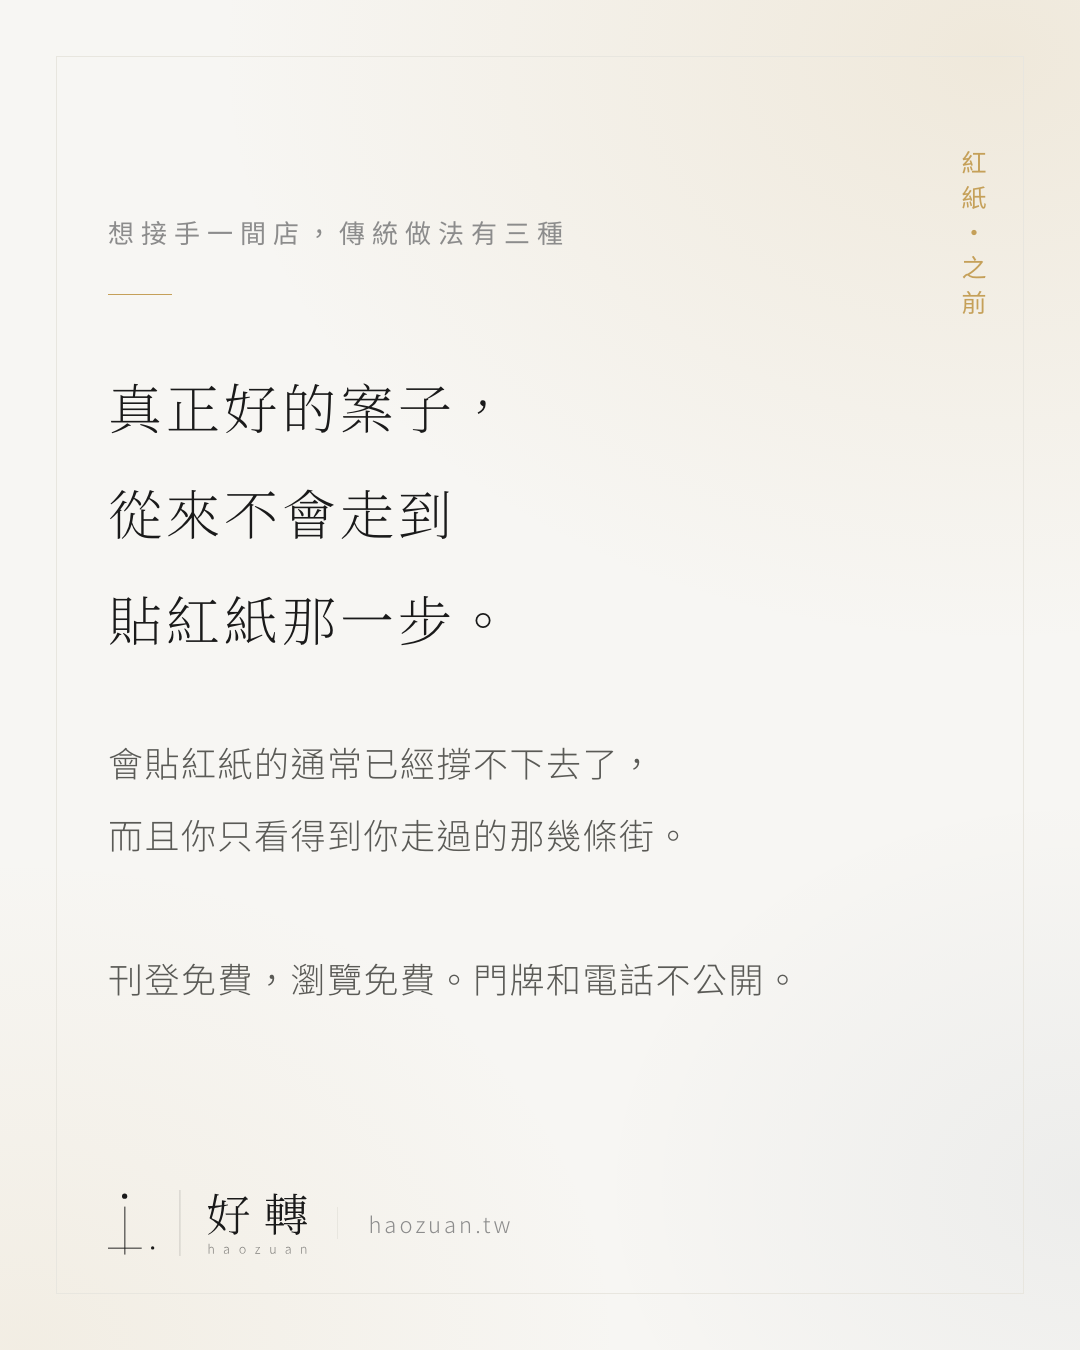 紅紙・之前
想接手一間店，傳統做法有三種
真正好的案子，
從來不會走到
貼紅紙那一步。
會貼紅紙的通常已經撐不下去了，
而且你只看得到你走過的那幾條街。
刊登免費，瀏覽免費。門牌和電話不公開。
好轉
haozuan
haozuan.tw